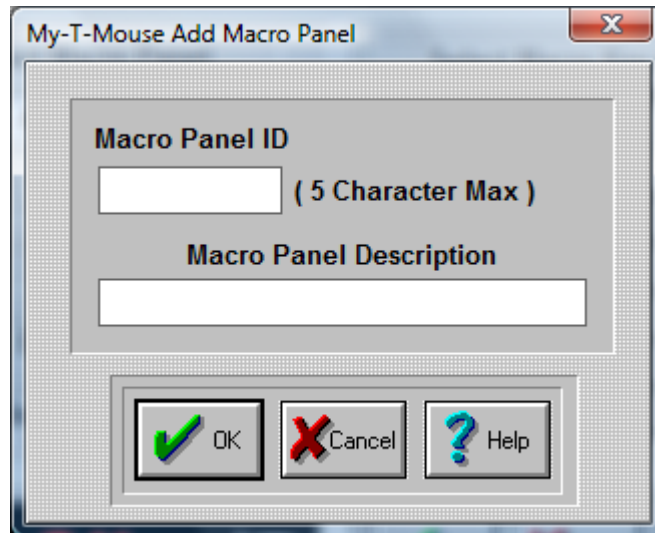 My-T-Mouse Add Macro Panel
Macro Panel ID
( 5 Character Max )
Macro Panel Description
OK Cancel Help